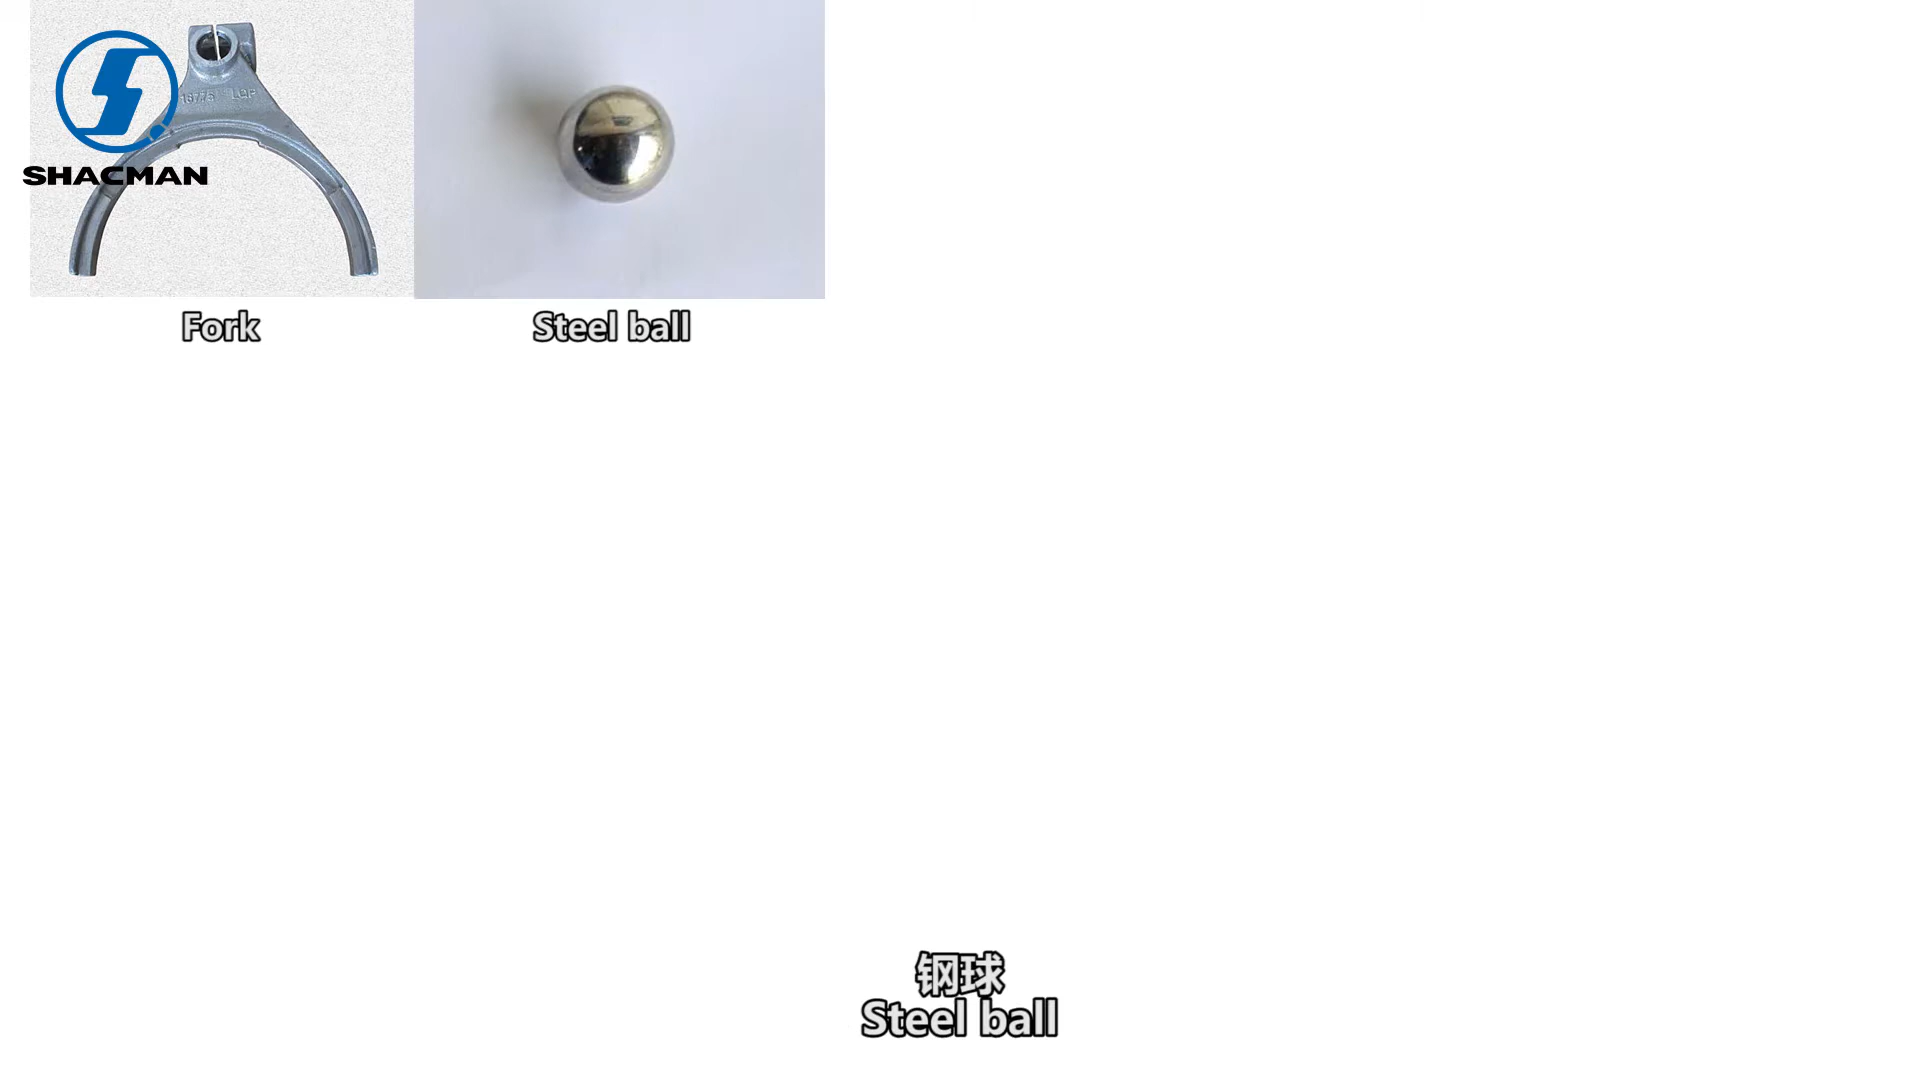 SHACMAN
Fork
Steel ball
钢球
Steel ball